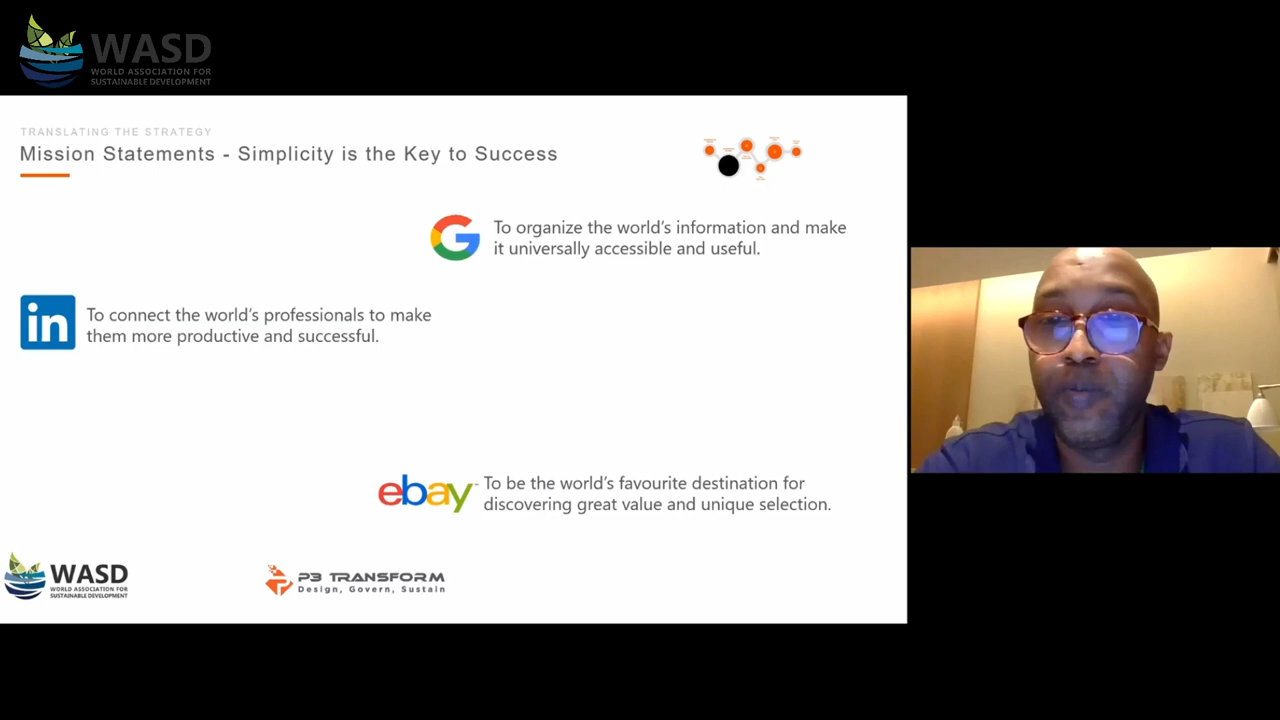 WASD
WORLD ASSOCIATION FOR
SUSTAINABLE DEVELOPMENT
TRANSLATING THE STRATEGY
Mission Statements - Simplicity is the Key to Success
To organize the world's information and make
it universally accessible and useful.
in
To connect the world's professionals to make
them more productive and successful.
ebay
- To be the world's favourite destination for
discovering great value and unique selection.
WASD
WORLD ASSOCIATION FOR
SUSTAINABLE DEVELOPMENT
P3 TRANSFORM
Design, Govern, Sustain